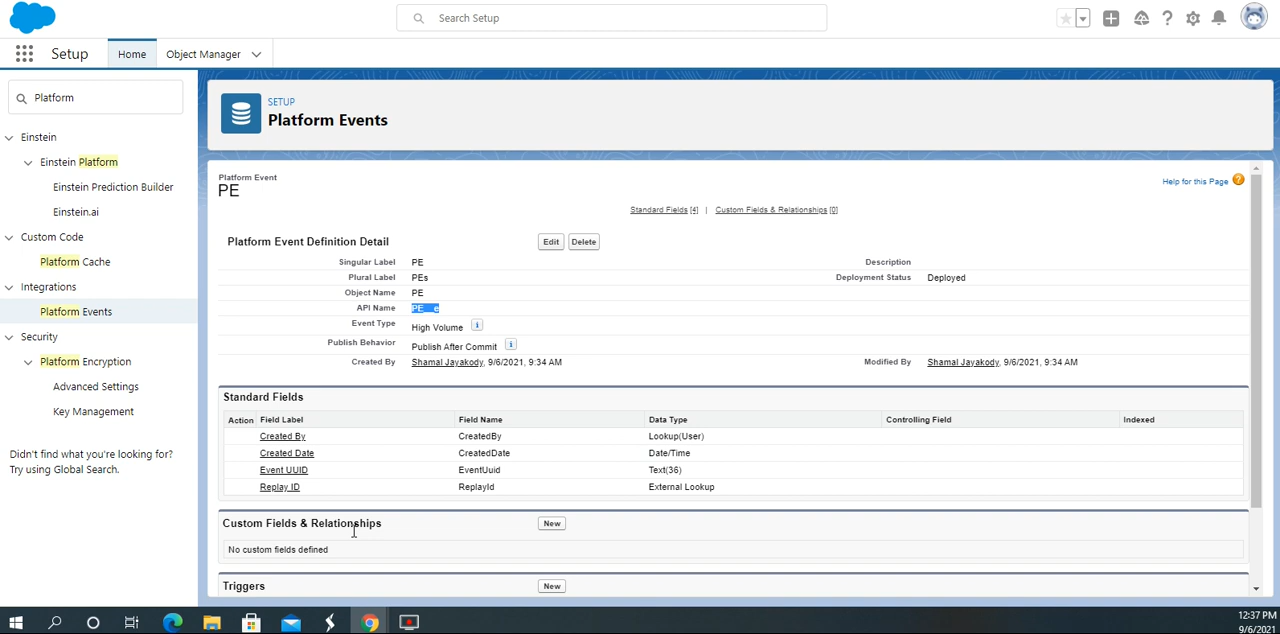 Search Setup
Setup
Home
Object Manager
Platform
Einstein
Einstein Platform
Einstein Prediction Builder
Einstein.ai
Custom Code
Platform Cache
Integrations
Platform Events
Security
Platform Encryption
Advanced Settings
Key Management
Didn't find what you're looking for?
Try using Global Search.
SETUP
Platform Events
Platform Event
PE
Help for this Page
Standard Fields [4] | Custom Fields & Relationships [0]
Platform Event Definition Detail Edit Delete
Singular Label PE Description
Plural Label PEs Deployment Status Deployed
Object Name PE
API Name PE__e
Event Type High Volume i
Publish Behavior Publish After Commit i
Created By Shamal Jayakody, 9/6/2021, 9:34 AM Modified By Shamal Jayakody, 9/6/2021, 9:34 AM
Standard Fields
Action Field Label Field Name Data Type Controlling Field Indexed
Created By CreatedBy Lookup(User)
Created Date CreatedDate Date/Time
Event UUID EventUuid Text(36)
Replay ID ReplayId External Lookup
Custom Fields & Relationships New
No custom fields defined
Triggers New
12:37 PM
9/6/2021